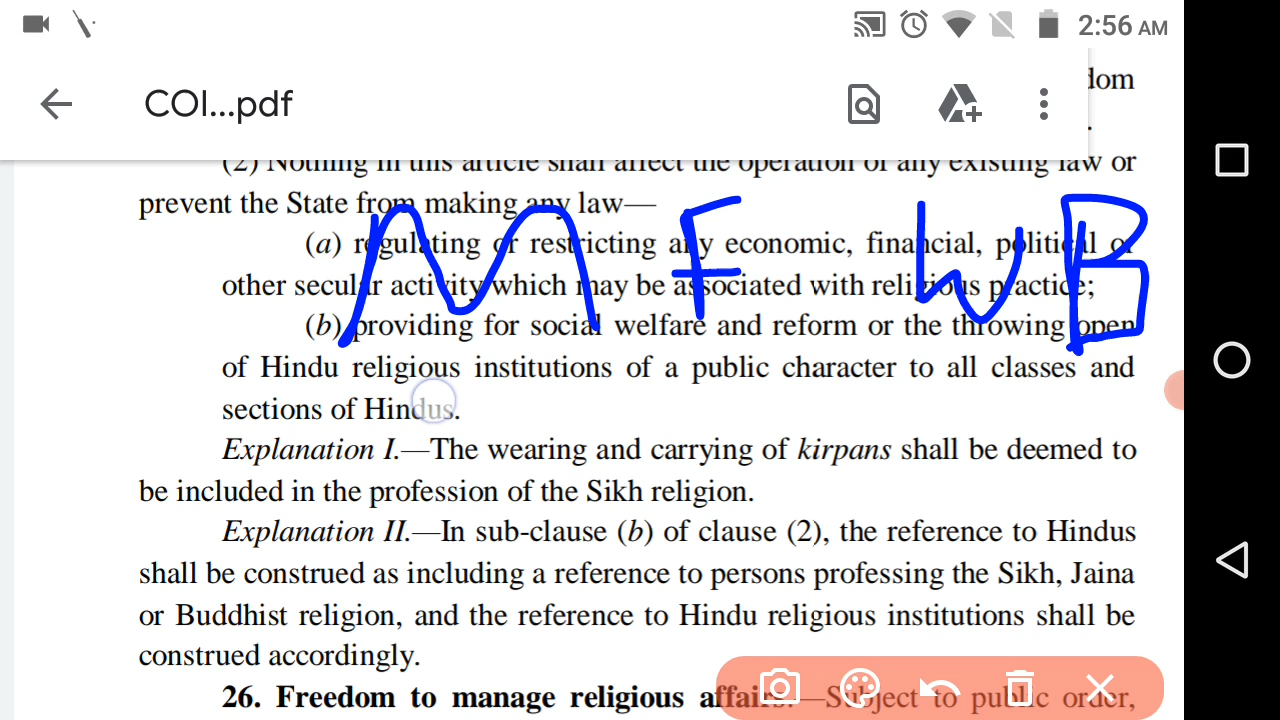 2:56 AM
COI...pdf
dom
.
(2) Nothing in this article shall affect the operation of any existing law or
prevent the State from making any law—
M F W B
(a) regulating or restricting any economic, financial, political or
other secular activity which may be associated with religious practice;
(b) providing for social welfare and reform or the throwing open
of Hindu religious institutions of a public character to all classes and
sections of Hindus.
Explanation I.—The wearing and carrying of kirpans shall be deemed to
be included in the profession of the Sikh religion.
Explanation II.—In sub-clause (b) of clause (2), the reference to Hindus
shall be construed as including a reference to persons professing the Sikh, Jaina
or Buddhist religion, and the reference to Hindu religious institutions shall be
construed accordingly.
26. Freedom to manage religious affairs.—Subject to public order,